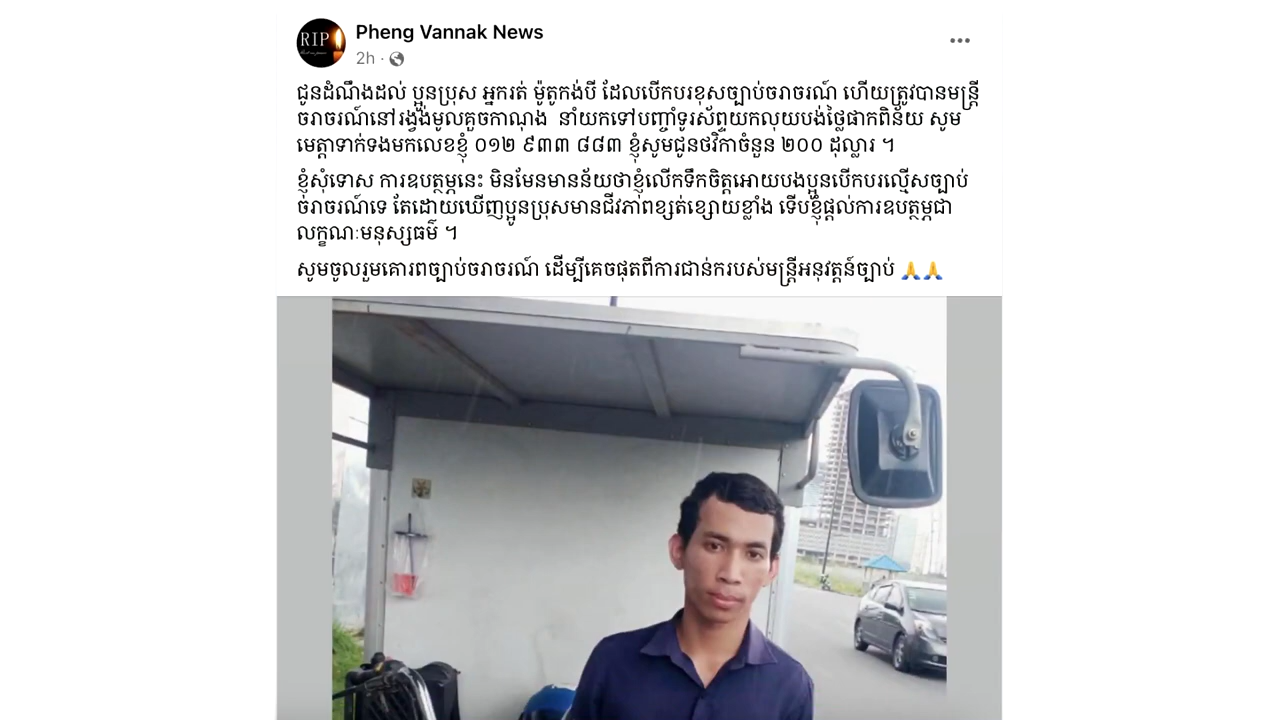 RIP
Pheng Vannak News
2h
ជូនដំណឹងដល់ ប្អូនប្រុស អ្នករត់ ម៉ូតូកង់បី ដែលបើកបរខុសច្បាប់ចរាចរណ៍ ហើយត្រូវបានមន្ត្រី
ចរាចរណ៍នៅរង្វង់មូលគួចកាណុង នាំយកទៅបញ្ចាំទូរស័ព្ទយកលុយបង់ថ្លៃផាកពិន័យ សូម
មេត្តាទាក់ទងមកលេខខ្ញុំ ០១២ ៩៣៣ ៨៨៣ ខ្ញុំសូមជូនថវិកាចំនួន ២០០ ដុល្លារ ។
ខ្ញុំសុំទោស ការឧបត្ថម្ភនេះ មិនមែនមានន័យថាខ្ញុំលើកទឹកចិត្តអោយបងប្អូនបើកបរល្មើសច្បាប់
ចរាចរណ៍ទេ តែដោយឃើញប្អូនប្រុសមានជីវភាពខ្សត់ខ្សោយខ្លាំង ទើបខ្ញុំផ្តល់ការឧបត្ថម្ភជា
លក្ខណៈមនុស្សធម៌ ។
សូមចូលរួមគោរពច្បាប់ចរាចរណ៍ ដើម្បីគេចផុតពីការជាន់ករបស់មន្ត្រីអនុវត្តន៍ច្បាប់ 🙏🙏